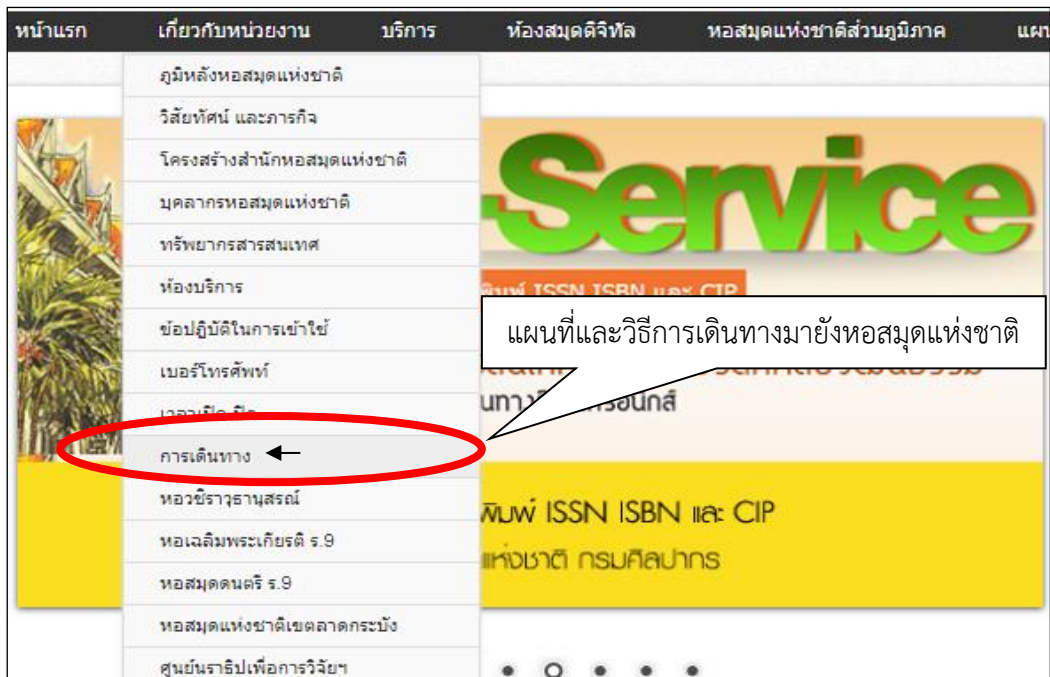 หน้าแรก เกี่ยวกับหน่วยงาน บริการ ห้องสมุดดิจิทัล หอสมุดแห่งชาติส่วนภูมิภาค
ภูมิหลังหอสมุดแห่งชาติ
วิสัยทัศน์ และภารกิจ
โครงสร้างสำนักหอสมุดแห่งชาติ
บุคลากรหอสมุดแห่งชาติ
ทรัพยากรสารสนเทศ
ห้องบริการ
ข้อปฏิบัติในการเข้าใช้
เบอร์โทรศัพท์
การเดินทาง
หอวชิราวุธานุสรณ์
หอเฉลิมพระเกียรติ ร.9
หอสมุดดนตรี ร.9
หอสมุดแห่งชาติเขตลาดกระบัง
ศูนย์นราธิปเพื่อการวิจัยฯ
-Service
ISSN ISBN และ CIP
แผนที่และวิธีการเดินทางมายังหอสมุดแห่งชาติ
ISSN ISBN และ CIP
แห่งชาติ กรมศิลปากร